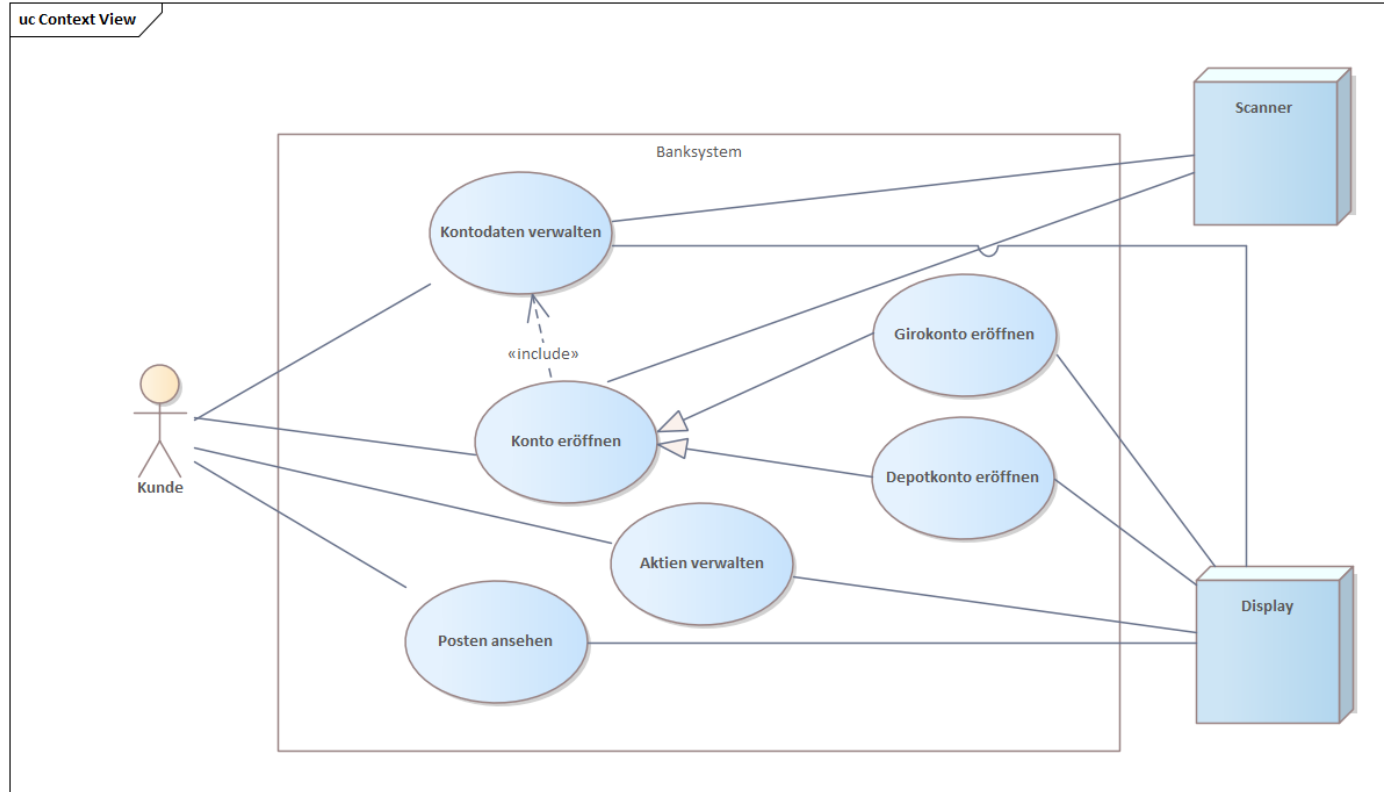 uc Context View
Scanner
Banksystem
Kontodaten verwalten
Girokonto eröffnen
«include»
Konto eröffnen
Depotkonto eröffnen
Kunde
Aktien verwalten
Display
Posten ansehen